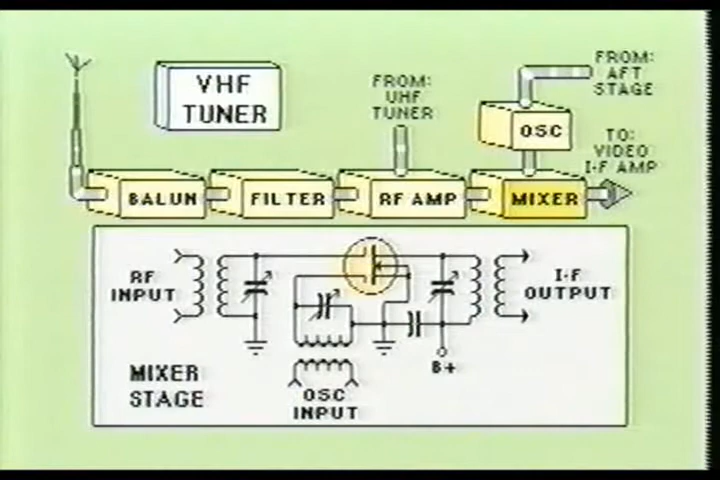 VHF
TUNER
FROM:
UHF
TUNER
FROM:
AFT
STAGE
OSC
TO:
VIDEO
I-F AMP
BALUN
FILTER
RF AMP
MIXER
RF
INPUT
I-F
OUTPUT
B+
MIXER
STAGE
OSC
INPUT